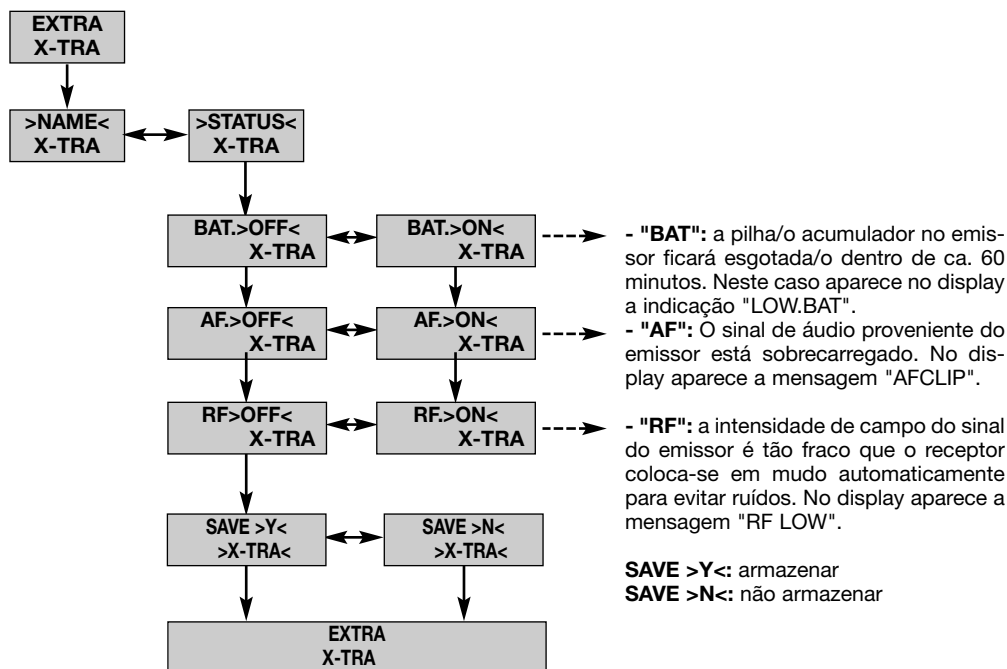 EXTRA
X-TRA
>NAME<
X-TRA
>STATUS<
X-TRA
BAT.>OFF<
X-TRA
BAT.>ON<
X-TRA
- "BAT": a pilha/o acumulador no emis-
sor ficará esgotada/o dentro de ca. 60
minutos. Neste caso aparece no display
a indicação "LOW.BAT".
AF.>OFF<
X-TRA
AF.>ON<
X-TRA
- "AF": O sinal de áudio proveniente do
emissor está sobrecarregado. No dis-
play aparece a mensagem "AFCLIP".
RF>OFF<
X-TRA
RF.>ON<
X-TRA
- "RF": a intensidade de campo do sinal
do emissor é tão fraco que o receptor
coloca-se em mudo automaticamente
para evitar ruídos. No display aparece a
mensagem "RF LOW".
SAVE >Y<
>X-TRA<
SAVE >N<
>X-TRA<
SAVE >Y<: armazenar
SAVE >N<: não armazenar
EXTRA
X-TRA